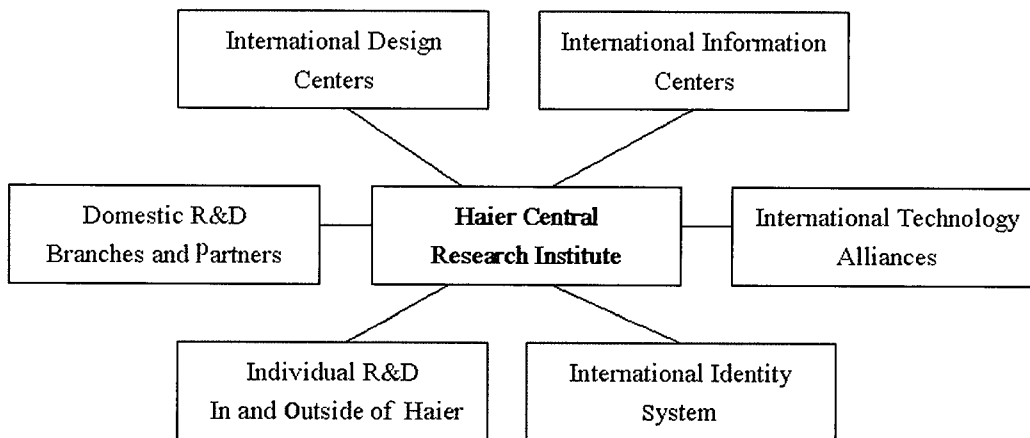 International Design
Centers
International Information
Centers
Domestic R&D
Branches and Partners
Haier Central
Research Institute
International Technology
Alliances
Individual R&D
In and Outside of Haier
International Identity
System